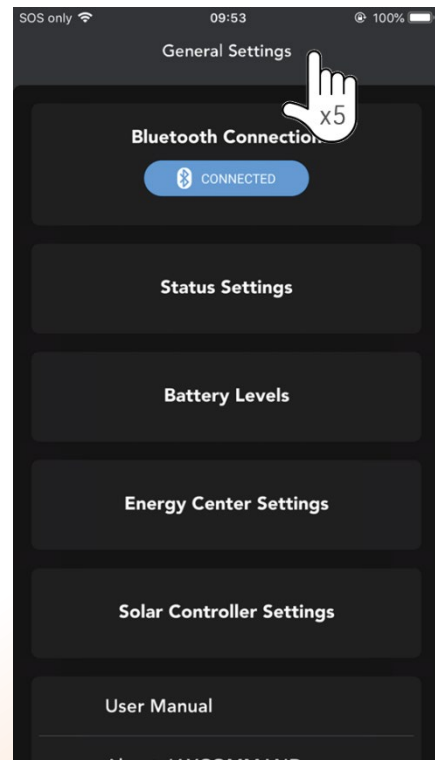 SOS only 09:53 100%
General Settings
x5
Bluetooth Connection
CONNECTED
Status Settings
Battery Levels
Energy Center Settings
Solar Controller Settings
User Manual